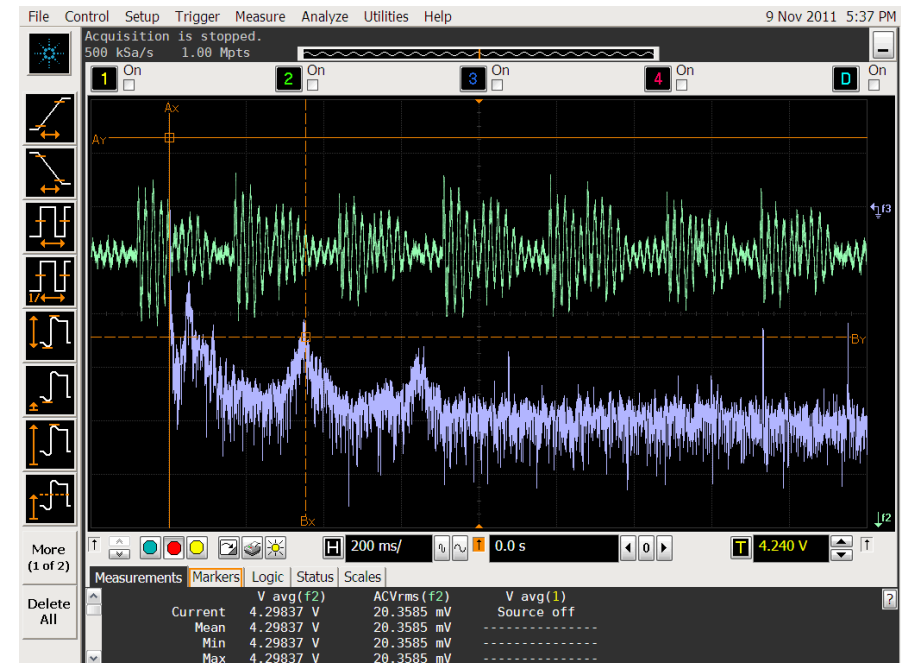 File Control Setup Trigger Measure Analyze Utilities Help 9 Nov 2011 5:37 PM
Acquisition is stopped.
500 kSa/s 1.00 Mpts
1 On 2 On 3 On 4 On D On
Ax
Ay
f3
By
Bx
f2
1/
More
(1 of 2)
Delete
All
H 200 ms/ 0.0 s 0 T 4.240 V
Measurements Markers Logic Status Scales
V avg(f2) ACVrms(f2) V avg(1)
Current 4.29837 V 20.3585 mV Source off
Mean 4.29837 V 20.3585 mV ---------------
Min 4.29837 V 20.3585 mV ---------------
Max 4.29837 V 20.3585 mV ---------------
?